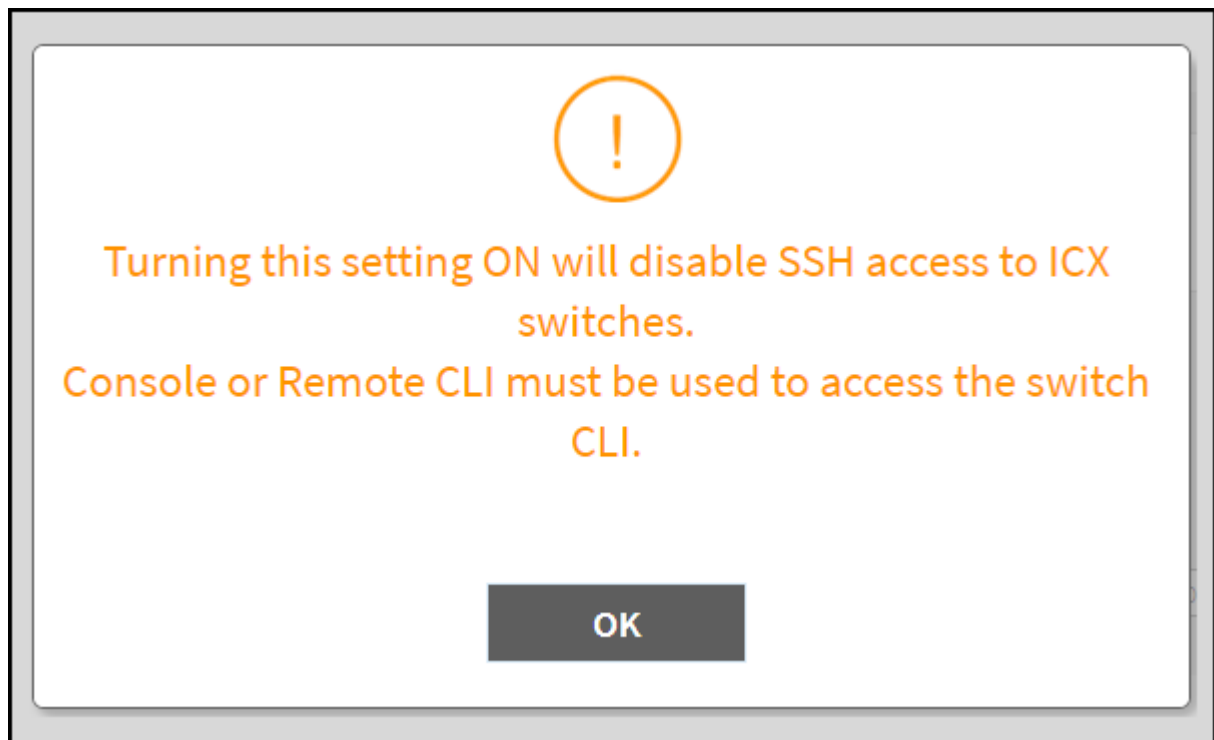 !
Turning this setting ON will disable SSH access to ICX
switches.
Console or Remote CLI must be used to access the switch
CLI.
OK